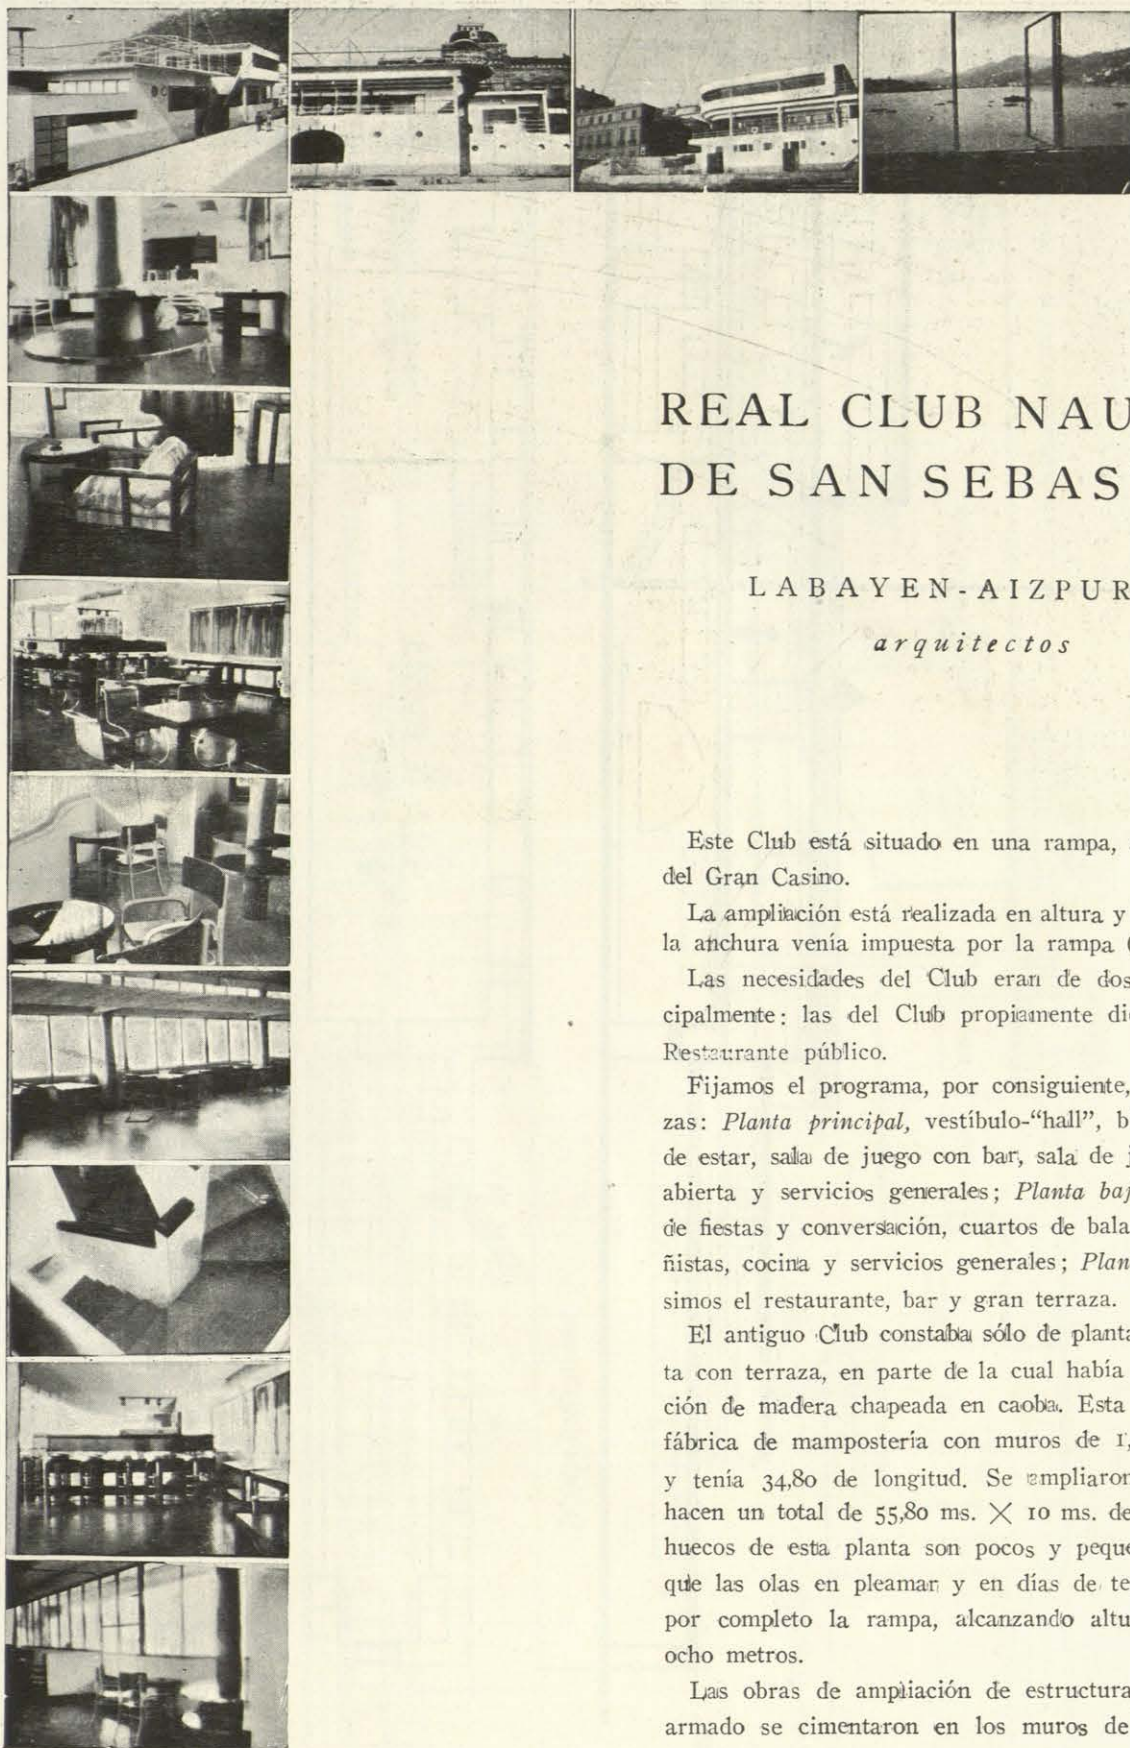 REAL CLUB NAU
DE SAN SEBAS
LABAYEN-AIZPUR
arquitectos
Este Club está situado en una rampa,
del Gran Casino.
La ampliación está realizada en altura y
la anchura venía impuesta por la rampa (
Las necesidades del Club eran de dos
cipalmente: las del Club propiamente di
Restaurante público.
Fijamos el programa, por consiguiente,
zas: Planta principal, vestíbulo-“hall”, b
de estar, sala de juego con bar, sala de j
abierta y servicios generales; Planta baj
de fiestas y conversación, cuartos de bala
ñistas, cocina y servicios generales; Plan
simos el restaurante, bar y gran terraza.
El antiguo Club constaba sólo de planta
ta con terraza, en parte de la cual había
ción de madera chapeada en caoba. Esta
fábrica de mampostería con muros de 1,
y tenía 34,80 de longitud. Se ampliaron
hacen un total de 55,80 ms. × 10 ms. de
huecos de esta planta son pocos y peque
que las olas en pleamar y en días de te
por completo la rampa, alcanzando altu
ocho metros.
Las obras de ampliación de estructura
armado se cimentaron en los muros de